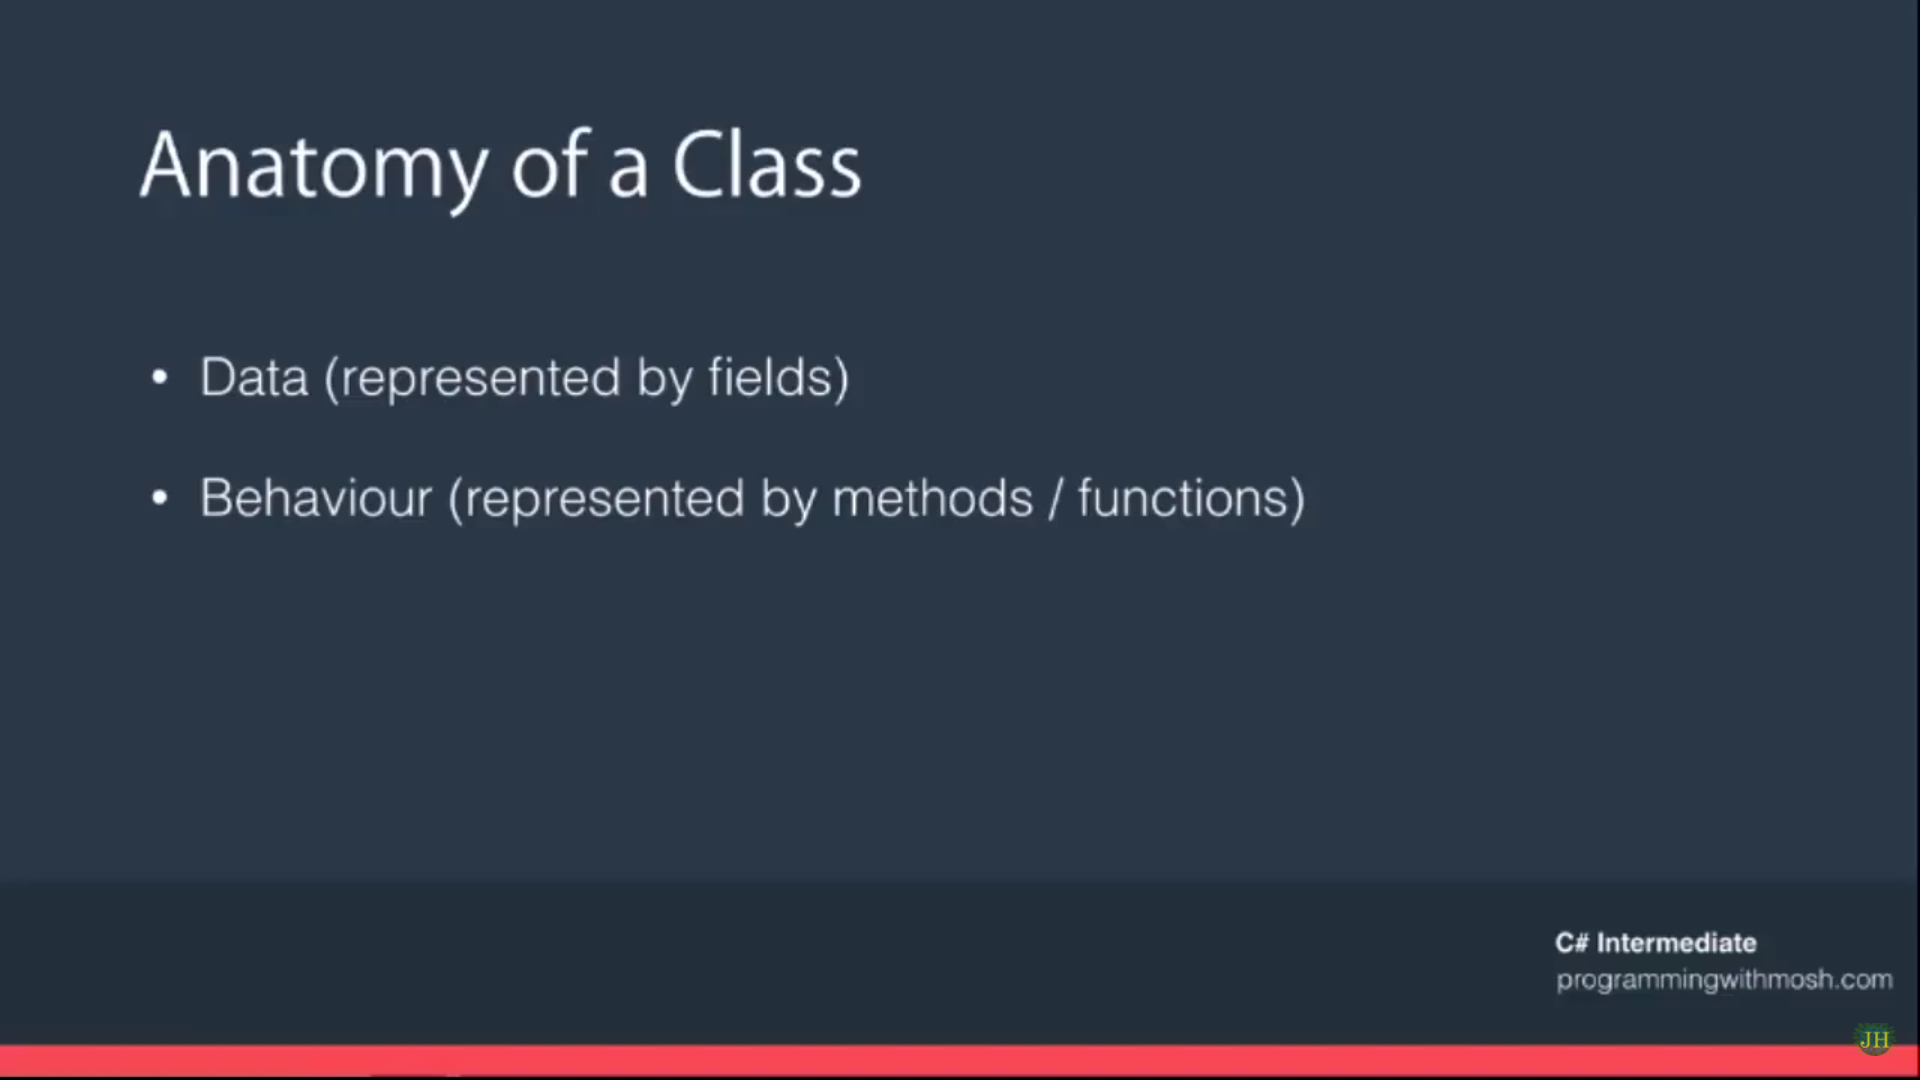 Anatomy of a Class
• Data (represented by fields)
• Behaviour (represented by methods / functions)
C# Intermediate
programmingwithmosh.com
JH